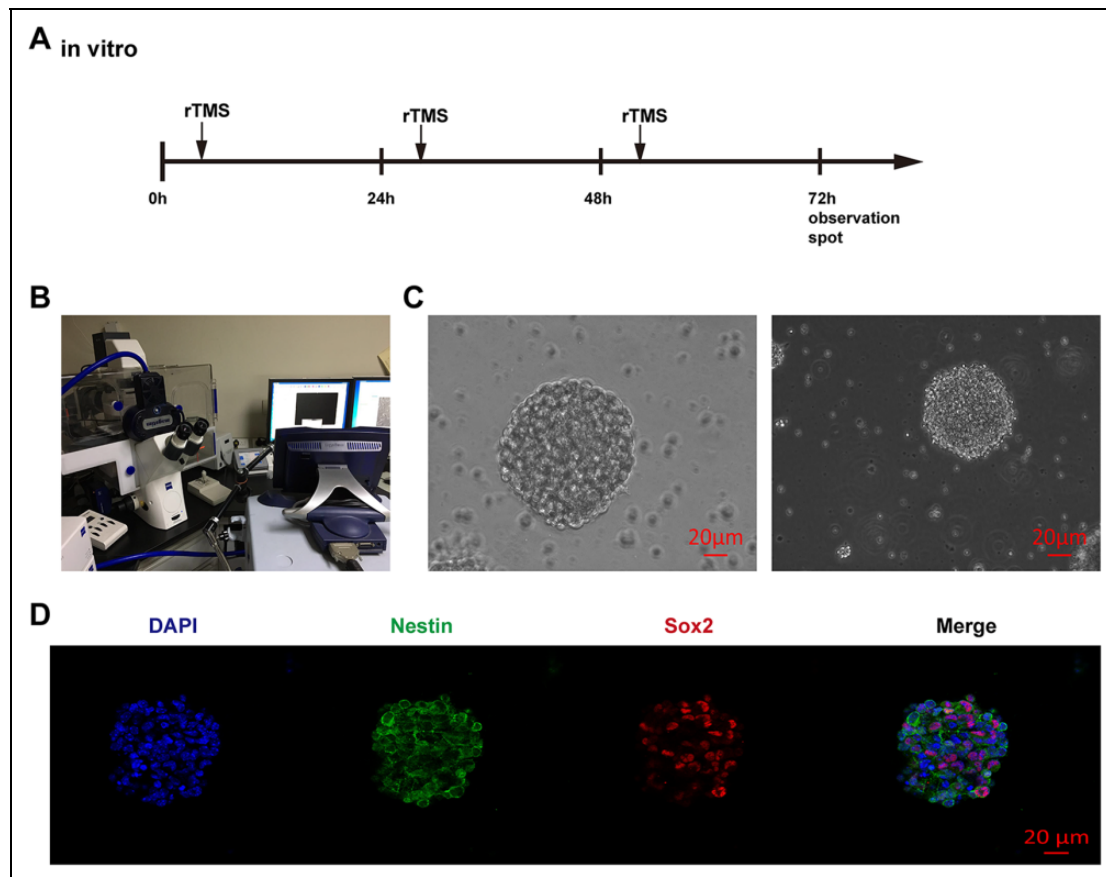 A in vitro
rTMS rTMS rTMS
0h 24h 48h 72h
observation
spot
B C
20μm 20μm
D
DAPI Nestin Sox2 Merge
20 μm